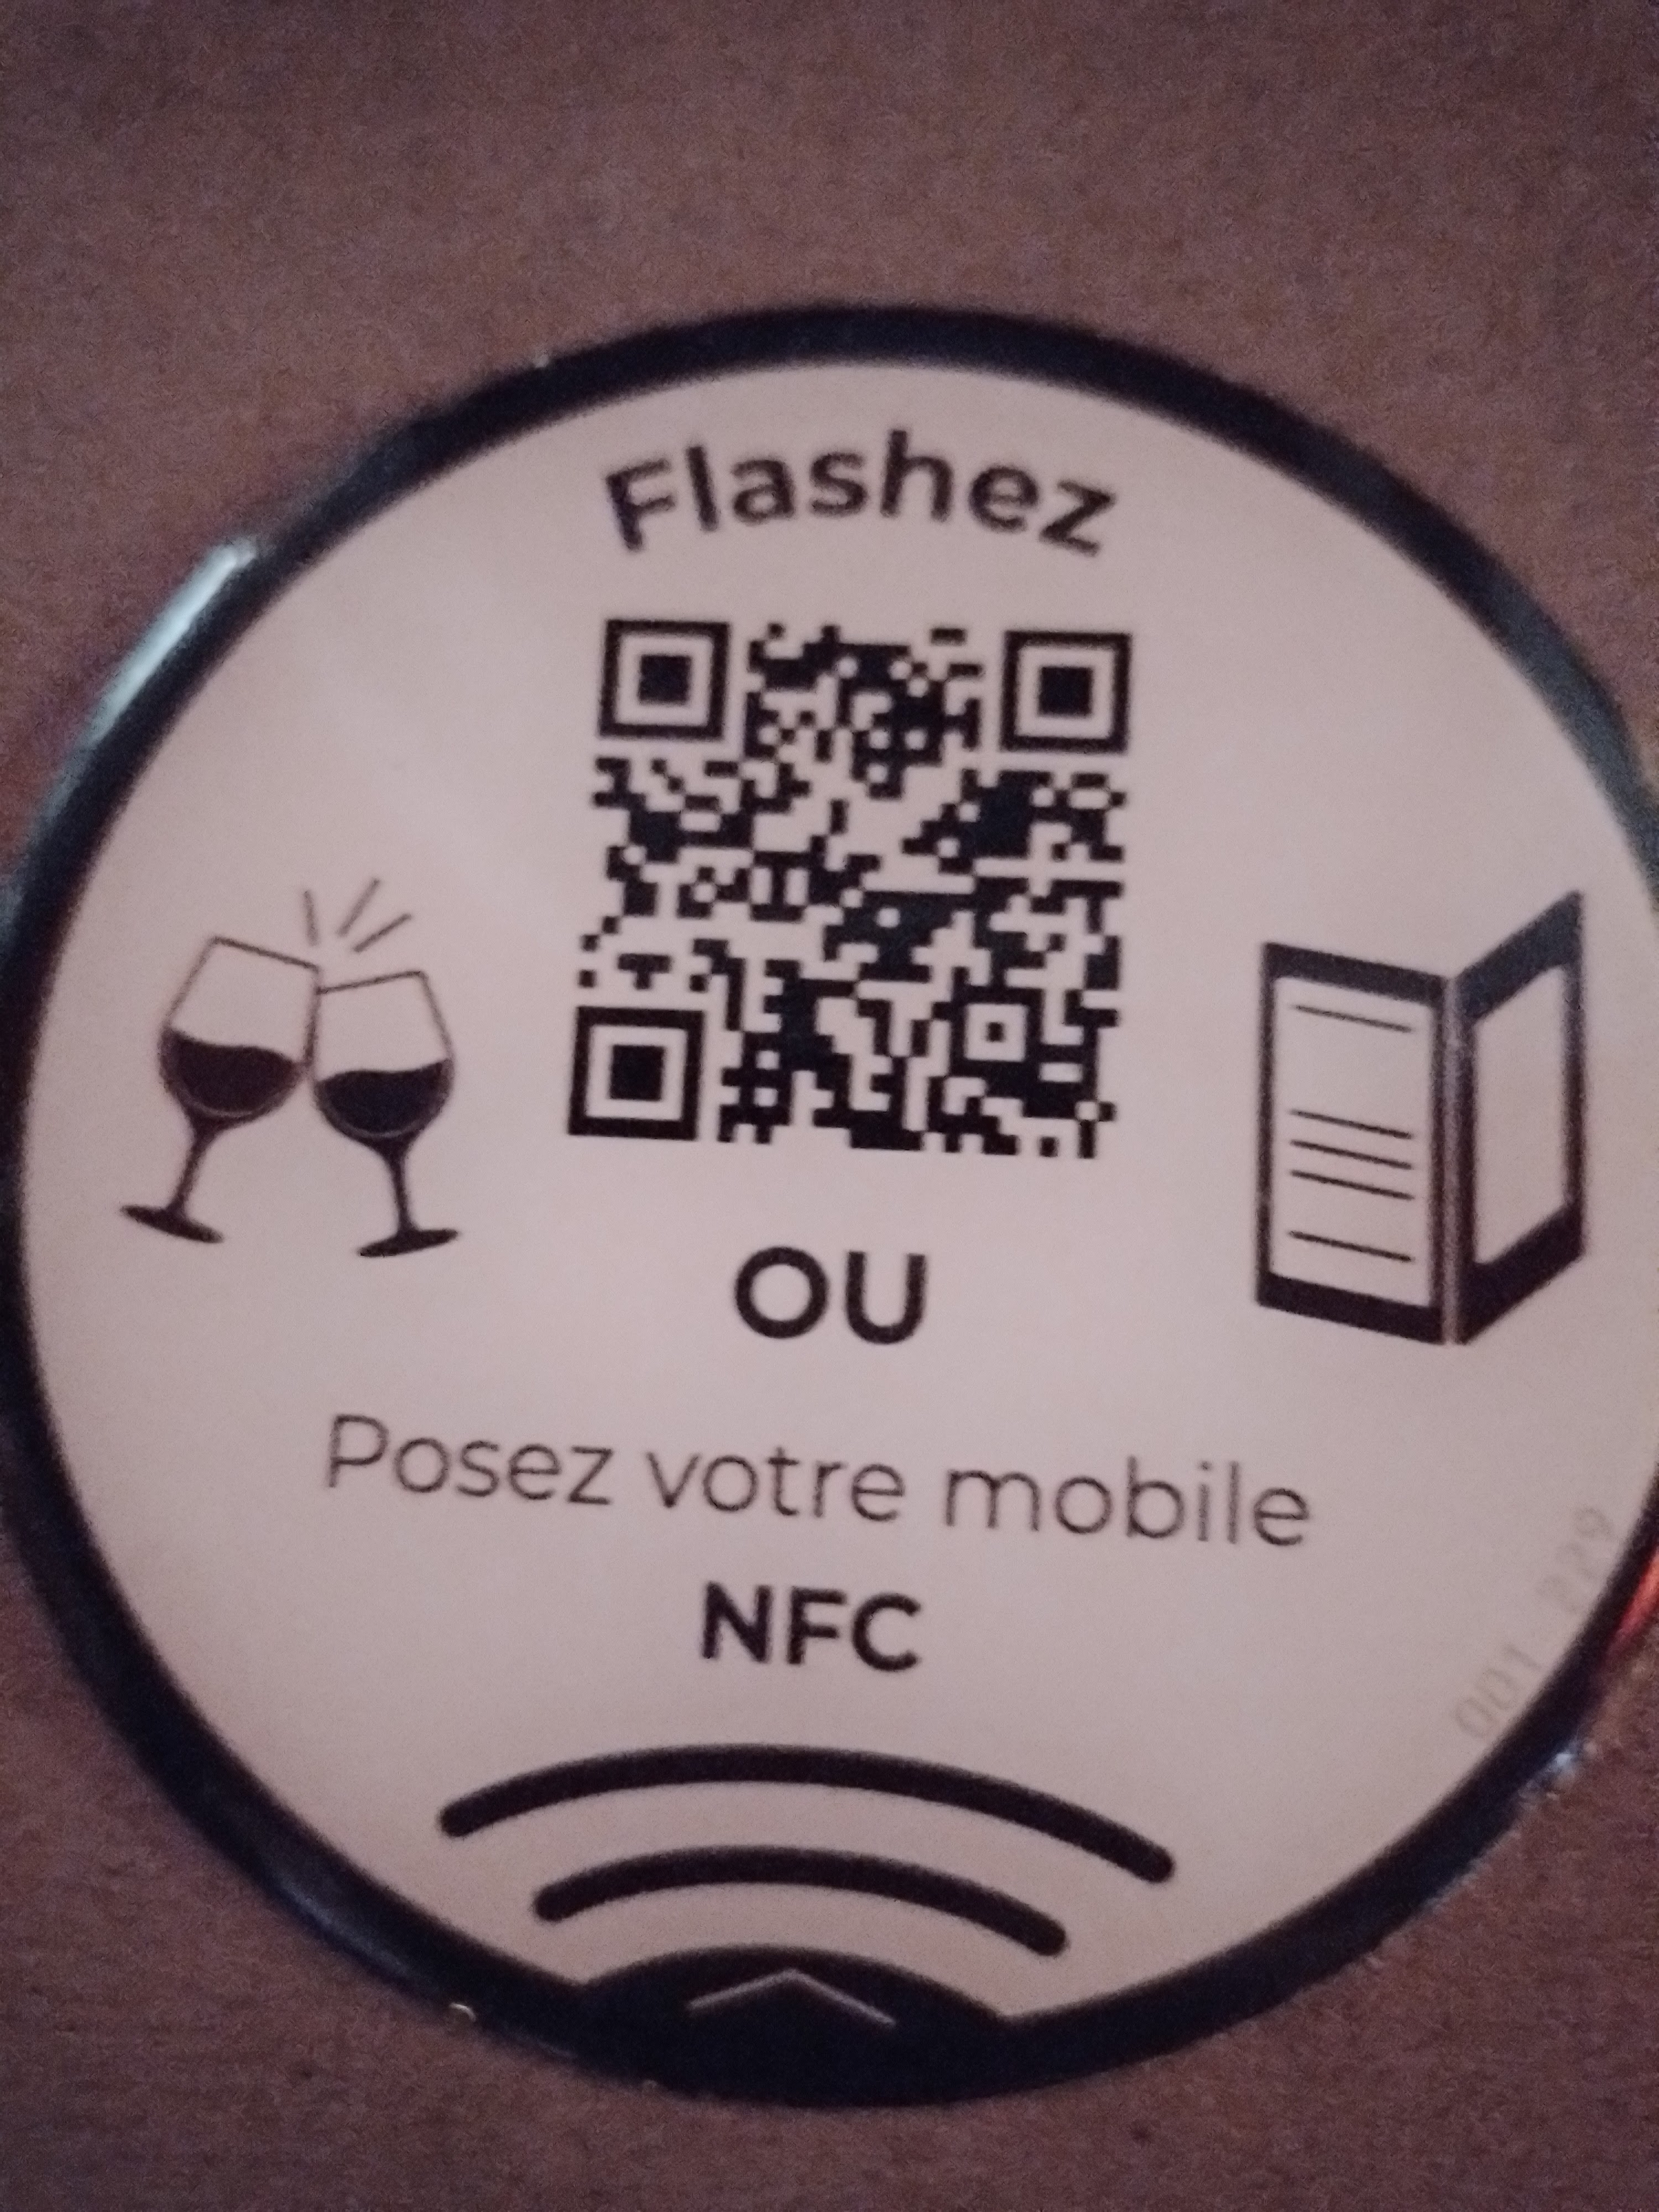 Flashez
OU
Posez votre mobile
NFC